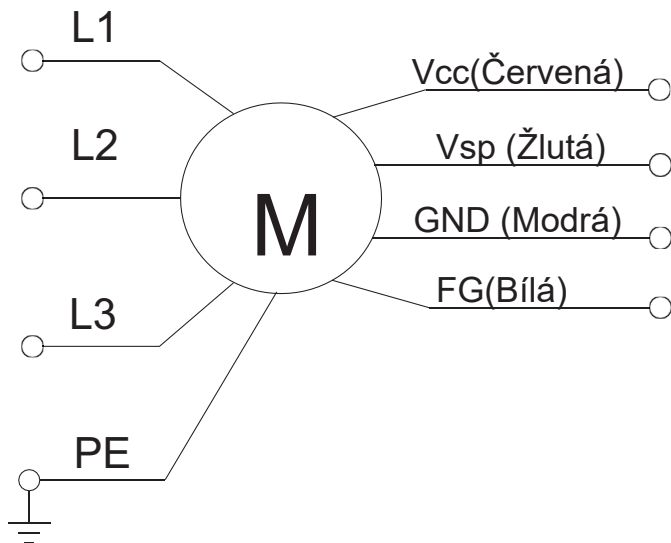 L1
L2
L3
PE
M
Vcc(Červená)
Vsp (Žlutá)
GND (Modrá)
FG(Bílá)